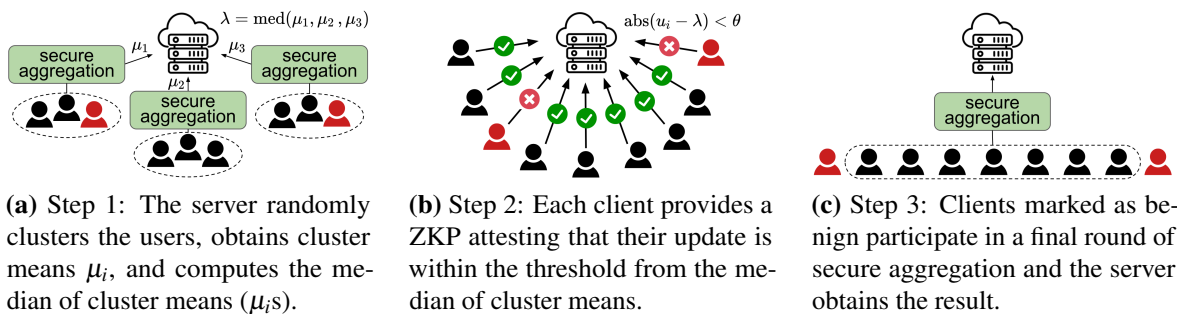 λ = med(μ₁, μ₂, μ₃)
μ₁
μ₃
secure
aggregation
secure
aggregation
μ₂
secure
aggregation
(a) Step 1: The server randomly
clusters the users, obtains cluster
means μᵢ, and computes the me-
dian of cluster means (μᵢs).
abs(uᵢ − λ) < θ
(b) Step 2: Each client provides a
ZKP attesting that their update is
within the threshold from the me-
dian of cluster means.
secure
aggregation
(c) Step 3: Clients marked as be-
nign participate in a final round of
secure aggregation and the server
obtains the result.